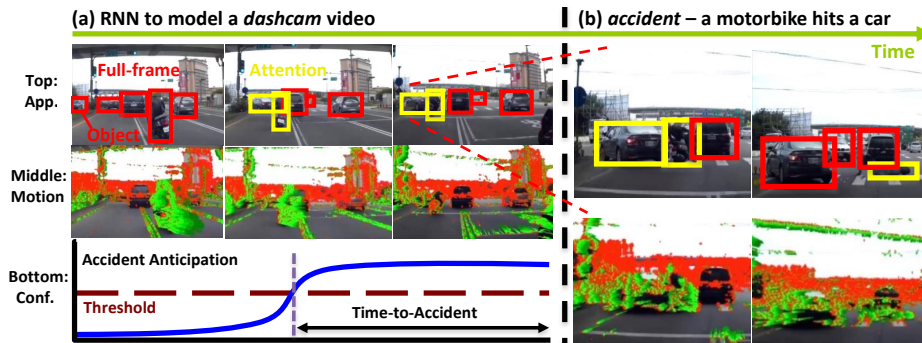 (a) RNN to model a dashcam video
(b) accident – a motorbike hits a car
Time
Top:
App.
Full-frame
Attention
Object
Middle:
Motion
Bottom:
Conf.
Accident Anticipation
Threshold
Time-to-Accident